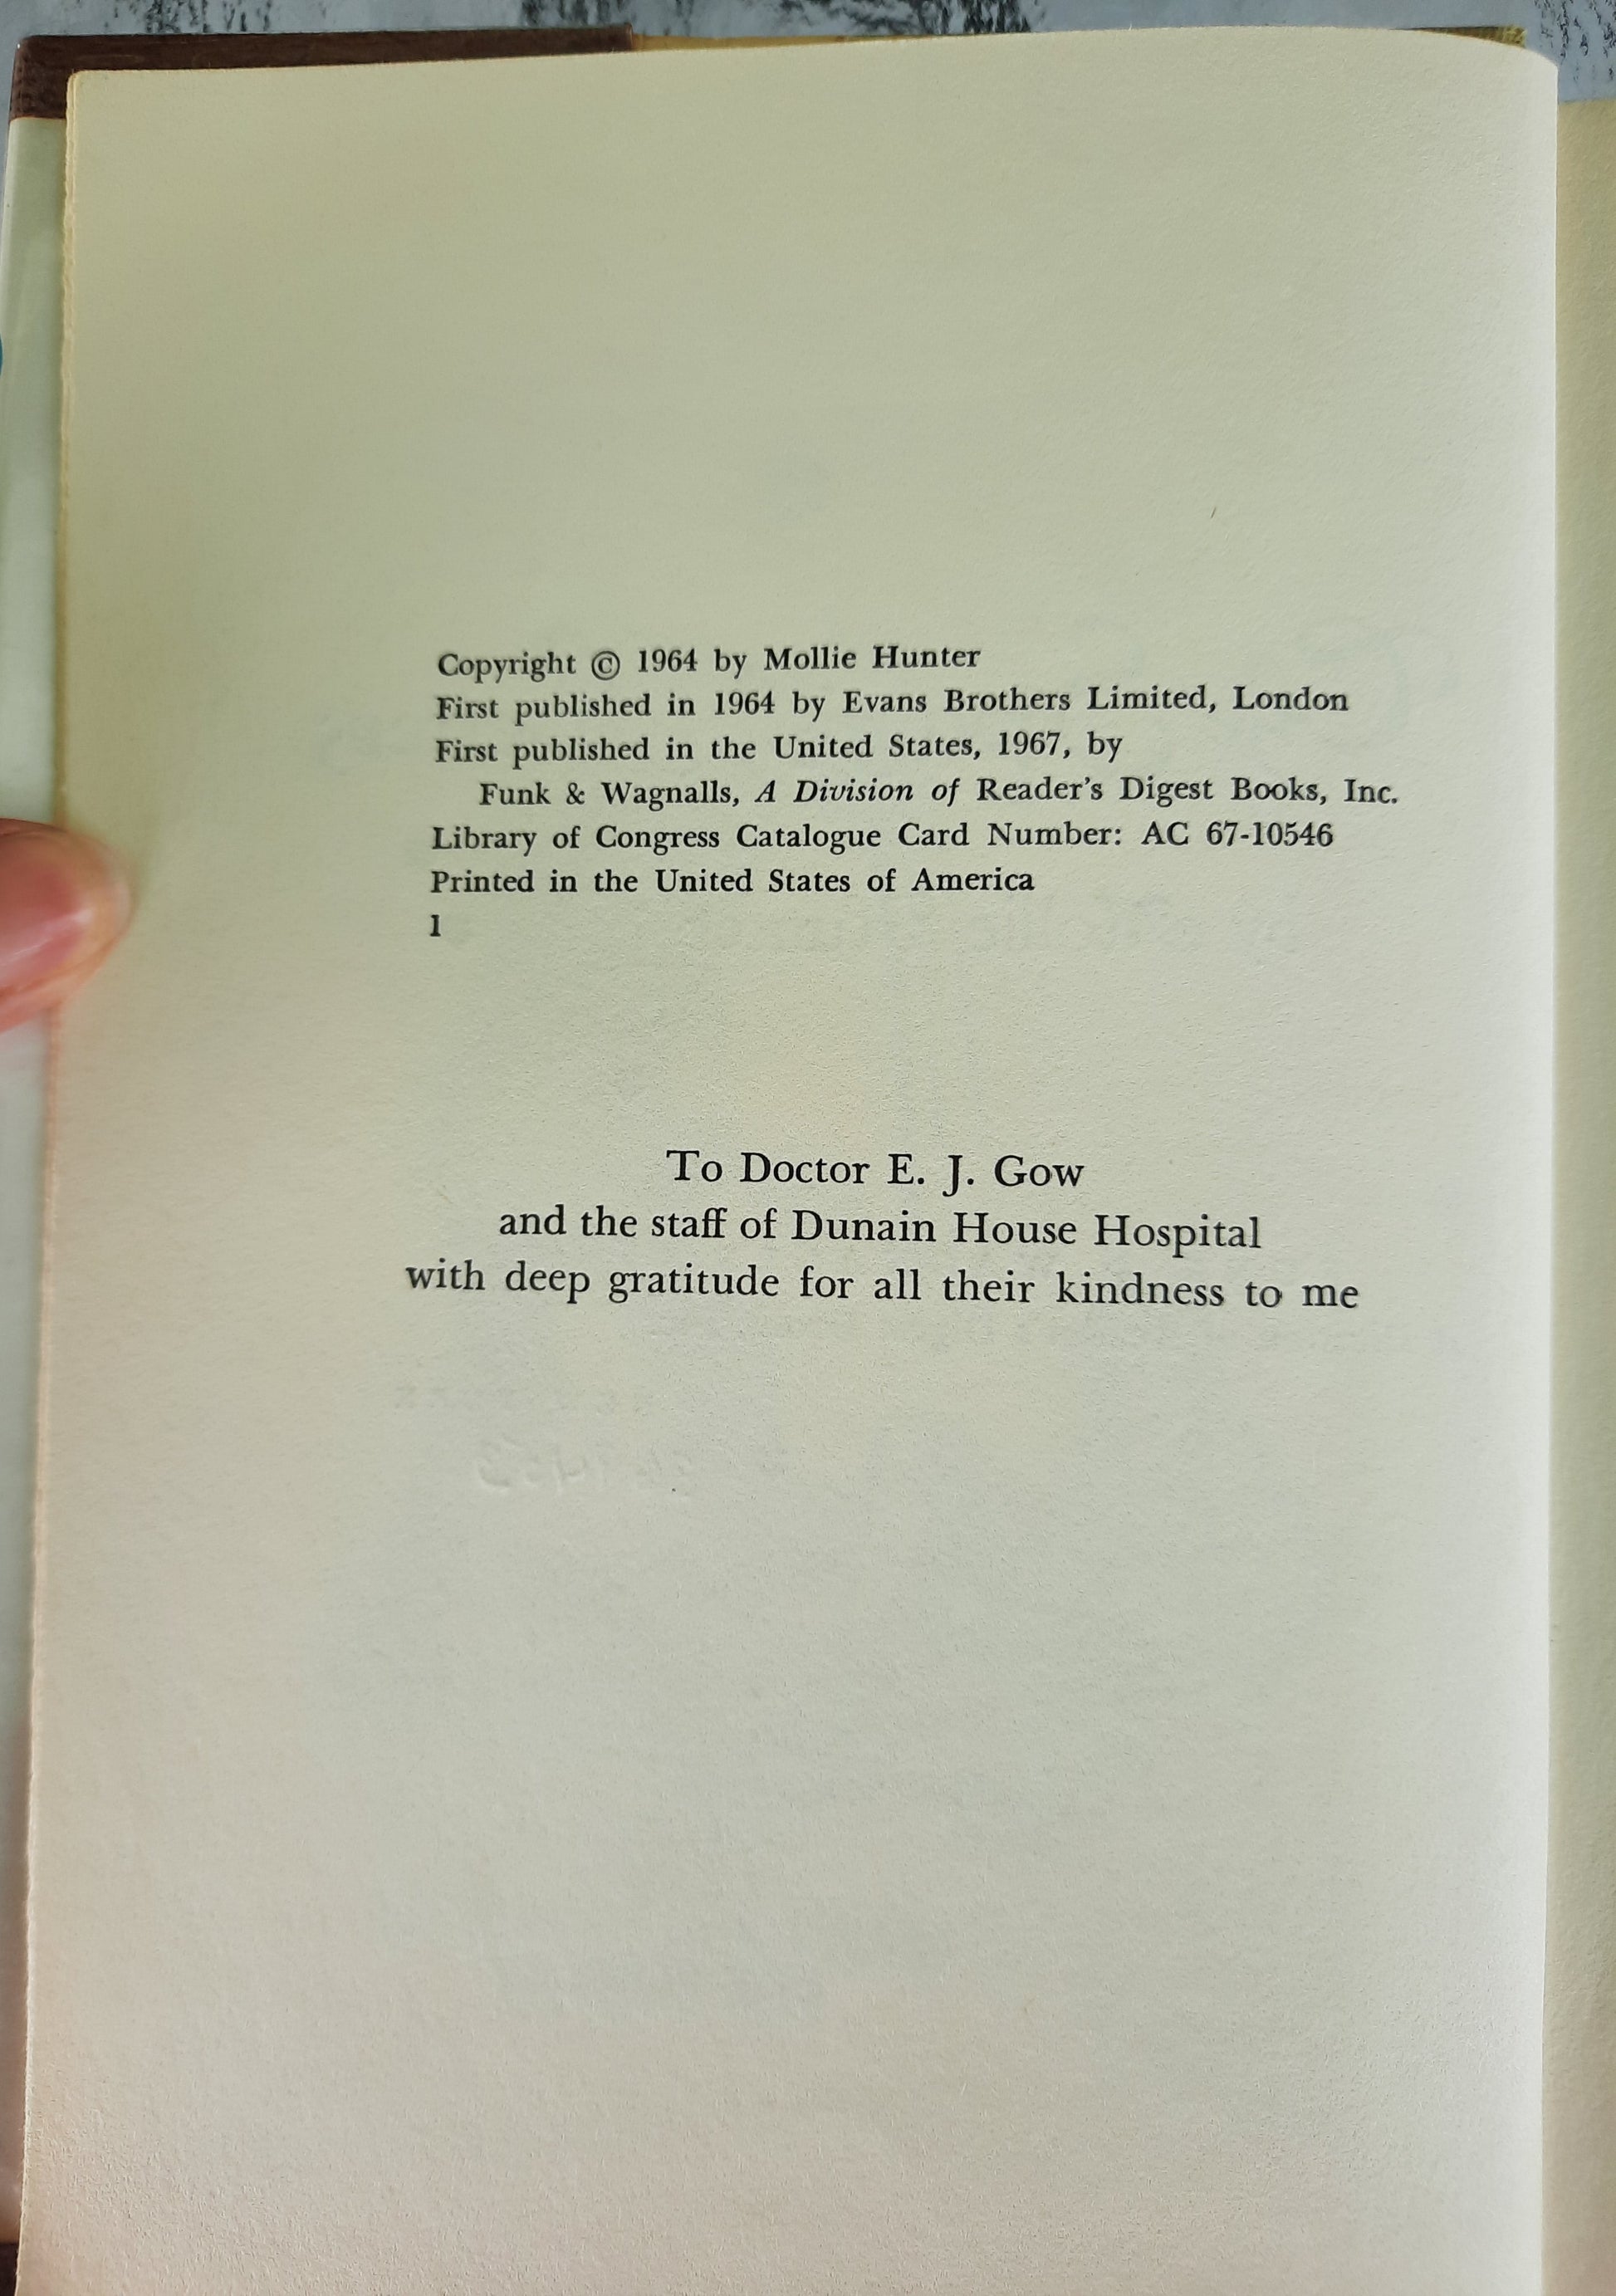 Copyright © 1964 by Mollie Hunter
First published in 1964 by Evans Brothers Limited, London
First published in the United States, 1967, by
Funk & Wagnalls, A Division of Reader's Digest Books, Inc.
Library of Congress Catalogue Card Number: AC 67-10546
Printed in the United States of America
1
To Doctor E. J. Gow
and the staff of Dunain House Hospital
with deep gratitude for all their kindness to me